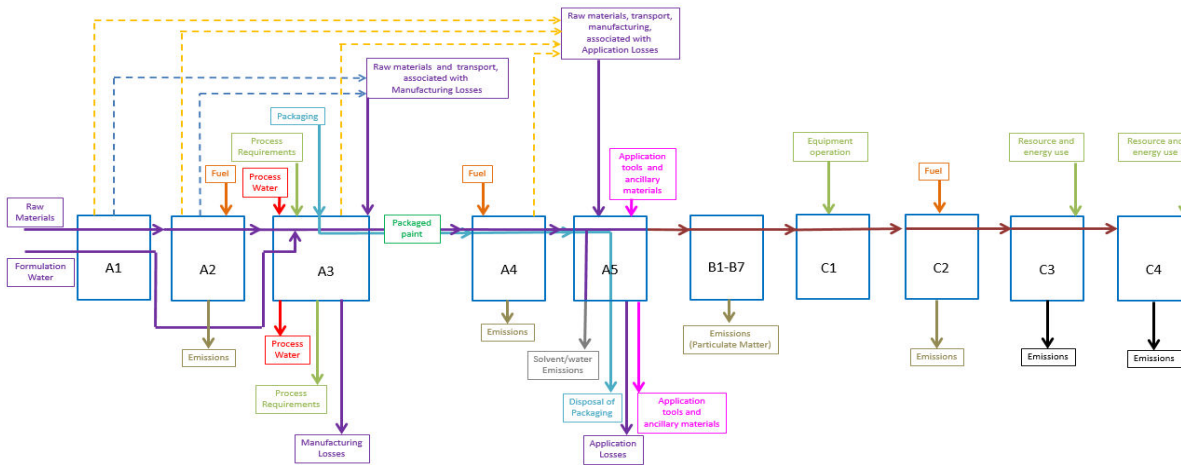 Raw materials, transport,
manufacturing,
associated with
Application Losses
Raw materials and transport,
associated with
Manufacturing Losses
Packaging
Process
Requirements
Fuel
Process
Water
Fuel
Application
tools and
ancillary
materials
Equipment
operation
Fuel
Resource and
energy use
Resource and
energy use
Raw
Materials
Packaged
paint
Formulation
Water
A1
A2
A3
A4
A5
B1-B7
C1
C2
C3
C4
Emissions
Process
Water
Emissions
Solvent/water
Emissions
Emissions
(Particulate Matter)
Emissions
Emissions
Emissions
Process
Requirements
Disposal of
Packaging
Application
tools and
ancillary materials
Manufacturing
Losses
Application
Losses